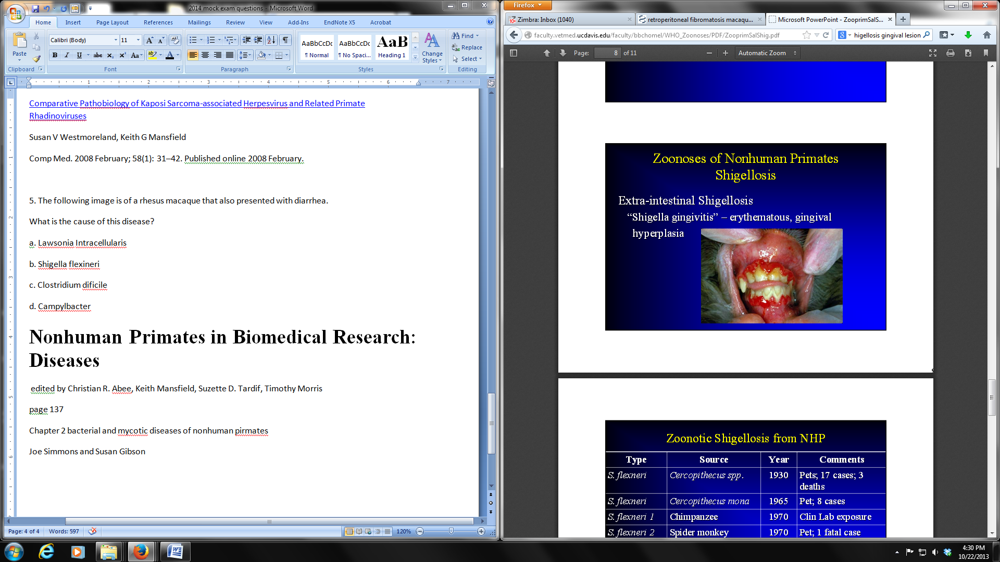 2014 mock exam questions - Microsoft Word
Home Insert Page Layout References Mailings Review View Add-Ins EndNote X5 Acrobat
Paste
Calibri (Body) 11
Clipboard Font Paragraph Styles Editing
AaBbCcDc AaBbCcDc AaB
¶ Normal ¶ No Spaci... Heading 1
Change Styles
Find
Replace
Select
1 2 3 4 5 6 7
Comparative Pathobiology of Kaposi Sarcoma-associated Herpesvirus and Related Primate
Rhadinoviruses
Susan V Westmoreland, Keith G Mansfield
Comp Med. 2008 February; 58(1): 31–42. Published online 2008 February.
5. The following image is of a rhesus macaque that also presented with diarrhea.
What is the cause of this disease?
a. Lawsonia Intracellularis
b. Shigella flexineri
c. Clostridium dificile
d. Campylbacter
Nonhuman Primates in Biomedical Research:
Diseases
edited by Christian R. Abee, Keith Mansfield, Suzette D. Tardif, Timothy Morris
page 137
Chapter 2 bacterial and mycotic diseases of nonhuman pirmates
Joe Simmons and Susan Gibson
Page: 4 of 4 Words: 597 120%
Firefox
Zimbra: Inbox (1040) retroperitoneal fibromatosis macaqu... Microsoft PowerPoint - ZooprimSalS...
faculty.vetmed.ucdavis.edu/faculty/bbchomel/WHO_Zoonoses/PDF/ZooprimSalShig.pdf
higellosis gingival lesion
Page: 8 of 11 Automatic Zoom
Zoonoses of Nonhuman Primates
Shigellosis
Extra-intestinal Shigellosis
“Shigella gingivitis” – erythematous, gingival
hyperplasia
Zoonotic Shigellosis from NHP
Type Source Year Comments
S. flexneri Cercopithecus spp. 1930 Pets; 17 cases; 3
deaths
S. flexneri Cercopithecus mona 1965 Pet; 8 cases
S. flexneri 1 Chimpanzee 1970 Clin Lab exposure
S. flexneri 2 Spider monkey 1970 Pet; 1 fatal case
4:30 PM
10/22/2013